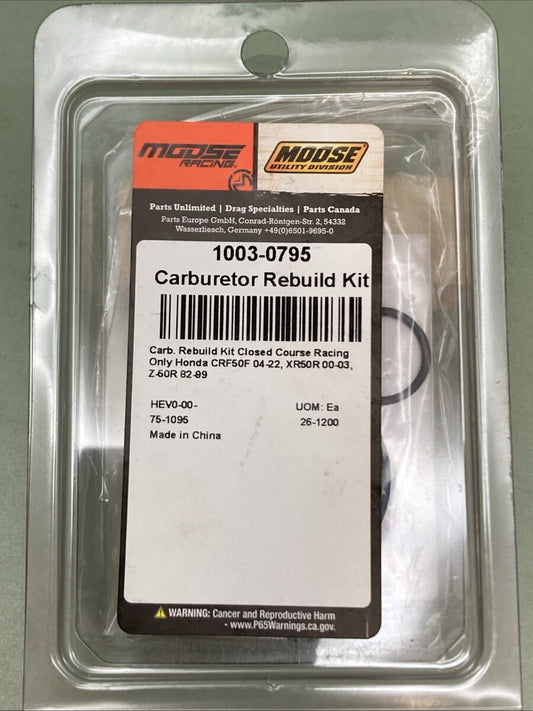 MOOSE RACING
MOOSE
UTILITY DIVISION
Parts Unlimited | Drag Specialties | Parts Canada
Parts Europe GmbH, Conrad-Röntgen-Str. 2, 54332
Wasserliesch, Germany +49(0)6501-9695-0
1003-0795
Carburetor Rebuild Kit
Carb. Rebuild Kit Closed Course Racing
Only Honda CRF50F 04-22, XR50R 00-03,
Z-50R 82-99
HEV0-00- UOM: Ea
75-1095 26-1200
Made in China
WARNING: Cancer and Reproductive Harm
- www.P65Warnings.ca.gov.